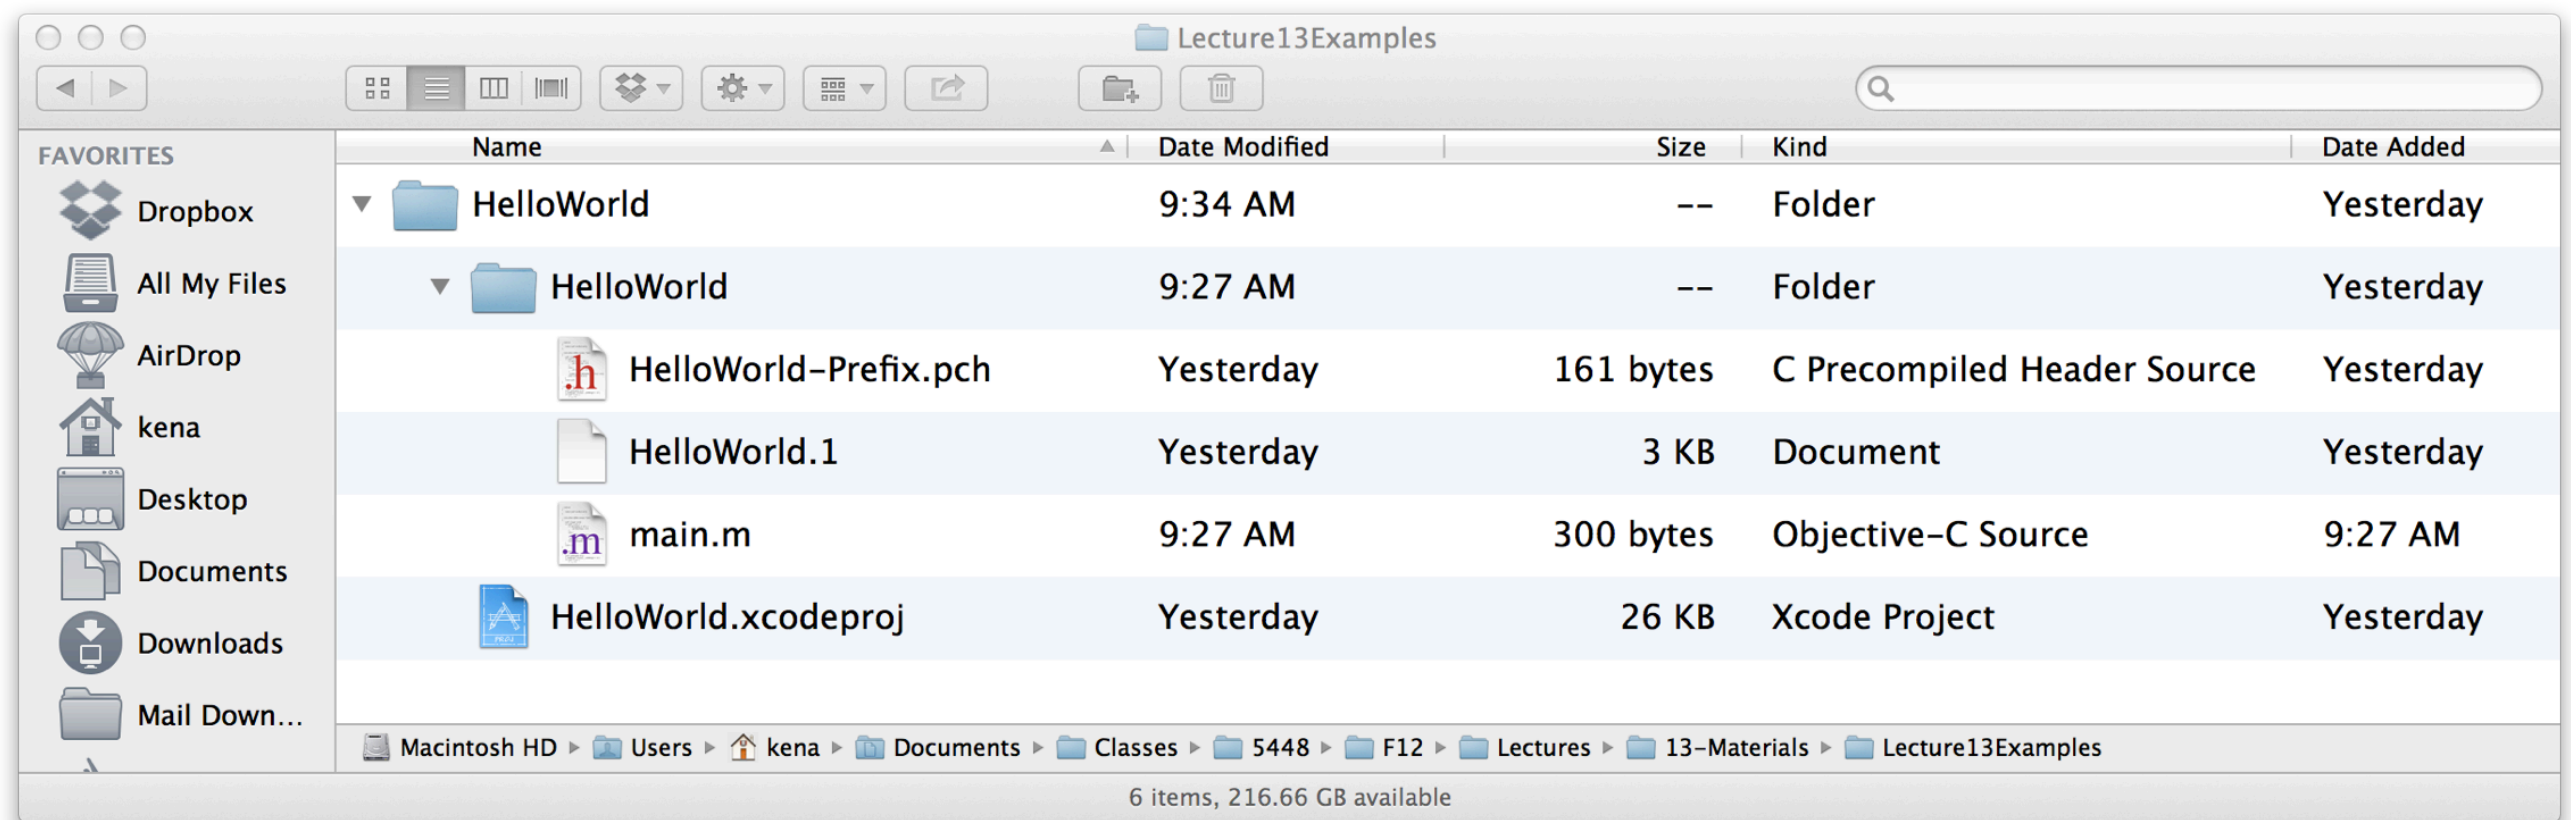 Lecture13Examples
Name Date Modified Size Kind Date Added
FAVORITES
Dropbox
All My Files
AirDrop
kena
Desktop
Documents
Downloads
Mail Down...
HelloWorld 9:34 AM -- Folder Yesterday
HelloWorld 9:27 AM -- Folder Yesterday
.h HelloWorld-Prefix.pch Yesterday 161 bytes C Precompiled Header Source Yesterday
HelloWorld.1 Yesterday 3 KB Document Yesterday
.m main.m 9:27 AM 300 bytes Objective-C Source 9:27 AM
HelloWorld.xcodeproj Yesterday 26 KB Xcode Project Yesterday
Macintosh HD Users kena Documents Classes 5448 F12 Lectures 13-Materials Lecture13Examples
6 items, 216.66 GB available